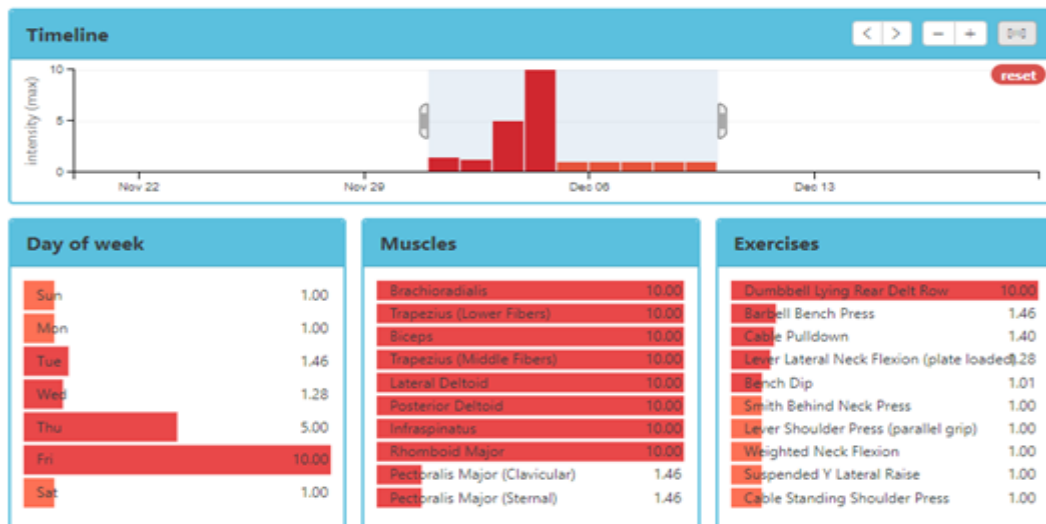 Timeline
< >
− +
reset
intensity (max)
10
5
0
Nov 22 Nov 29 Dec 06 Dec 13
Day of week
Sun 1.00
Mon 1.00
Tue 1.46
Wed 1.28
Thu 5.00
Fri 10.00
Sat 1.00
Muscles
Brachioradialis 10.00
Trapezius (Lower Fibers) 10.00
Biceps 10.00
Trapezius (Middle Fibers) 10.00
Lateral Deltoid 10.00
Posterior Deltoid 10.00
Infraspinatus 10.00
Rhomboid Major 10.00
Pectoralis Major (Clavicular) 1.46
Pectoralis Major (Sternal) 1.46
Exercises
Dumbbell Lying Rear Delt Row 10.00
Barbell Bench Press 1.46
Cable Pulldown 1.40
Lever Lateral Neck Flexion (plate loaded) 1.28
Bench Dip 1.01
Smith Behind Neck Press 1.00
Lever Shoulder Press (parallel grip) 1.00
Weighted Neck Flexion 1.00
Suspended Y Lateral Raise 1.00
Cable Standing Shoulder Press 1.00